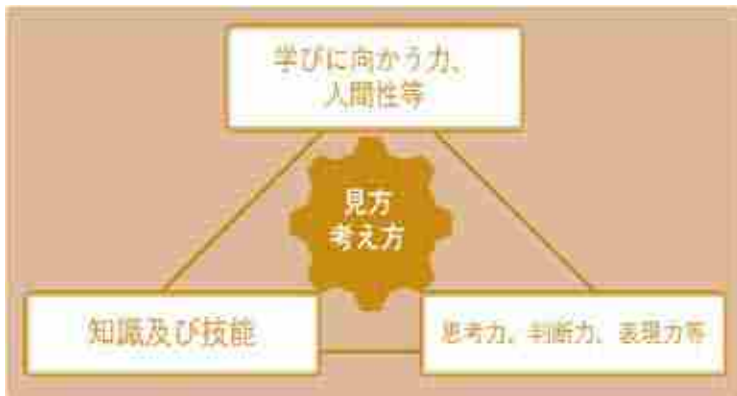 学びに向かう力、
人間性等
見方
考え方
知識及び技能
思考力、判断力、表現力等